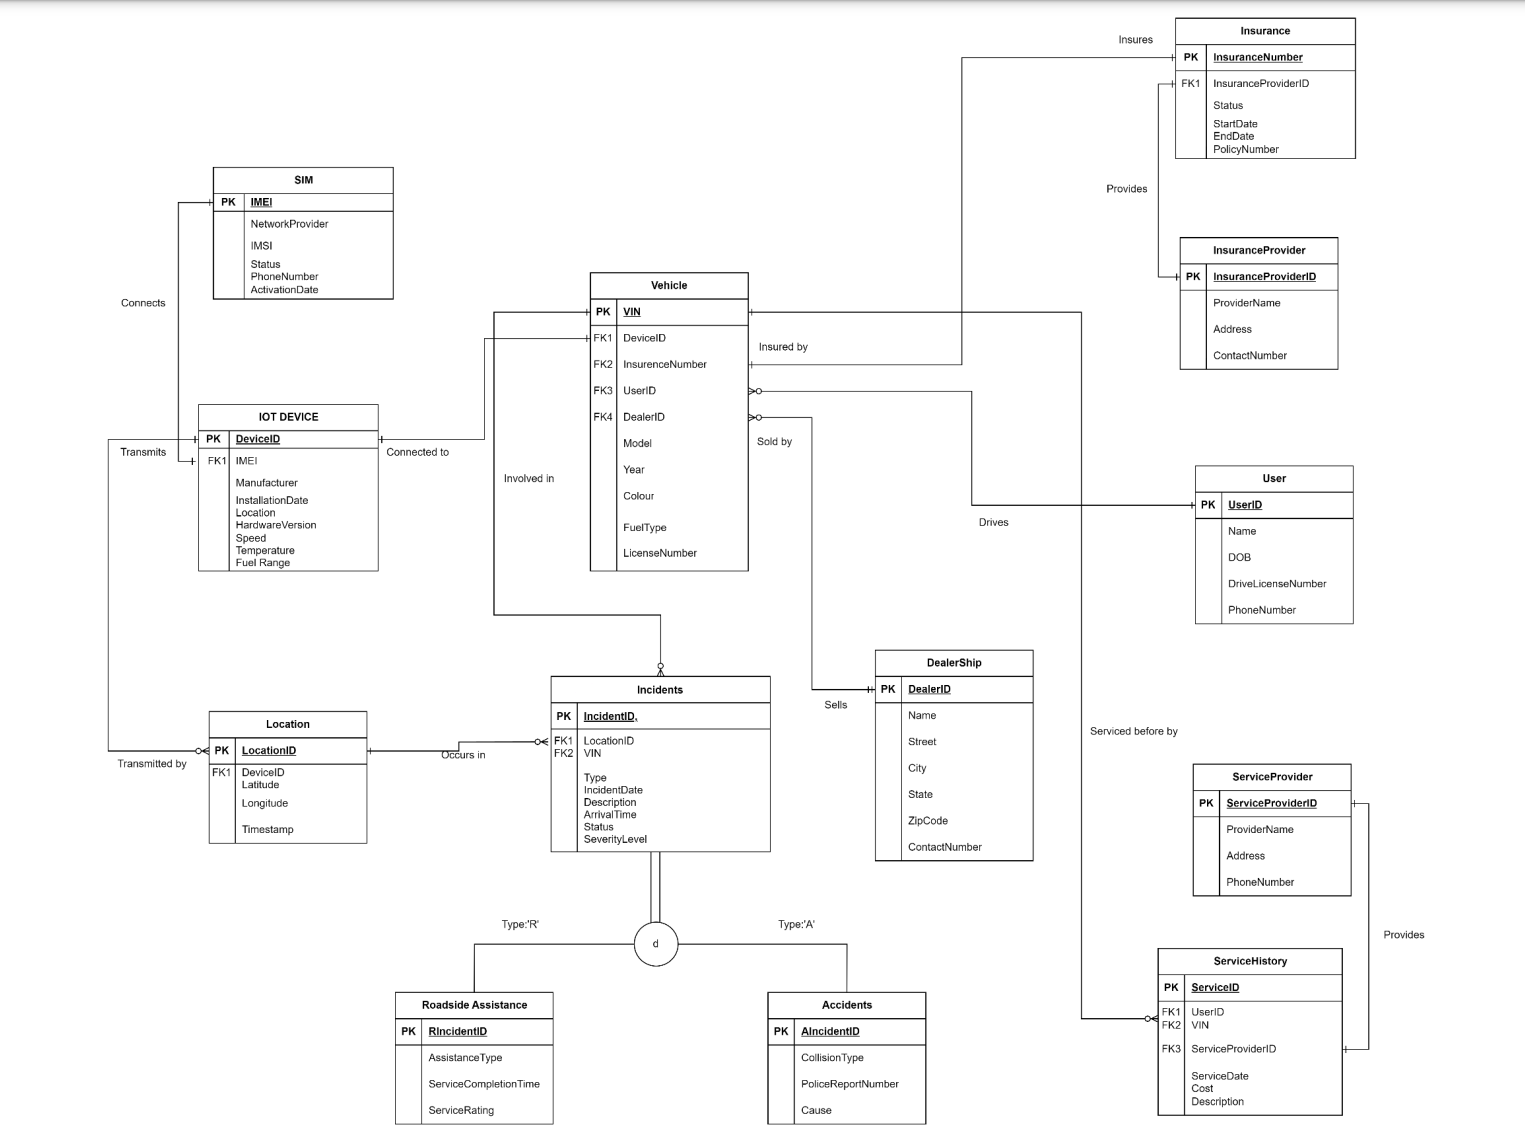 Insurance
Insures
PK InsuranceNumber
FK1 InsuranceProviderID
Status
StartDate
EndDate
PolicyNumber
Provides
SIM
PK IMEI
NetworkProvider
IMSI
Status
PhoneNumber
ActivationDate
Connects
InsuranceProvider
PK InsuranceProviderID
ProviderName
Address
ContactNumber
Vehicle
PK VIN
FK1 DeviceID
FK2 InsurenceNumber
FK3 UserID
FK4 DealerID
Model
Year
Colour
FuelType
LicenseNumber
Insured by
Sold by
IOT DEVICE
PK DeviceID
FK1 IMEI
Manufacturer
InstallationDate
Location
HardwareVersion
Speed
Temperature
Fuel Range
Transmits
Connected to
Involved in
User
PK UserID
Name
DOB
DriveLicenseNumber
PhoneNumber
Drives
DealerShip
PK DealerID
Name
Street
City
State
ZipCode
ContactNumber
Sells
Incidents
PK IncidentID,
FK1 LocationID
FK2 VIN
Type
IncidentDate
Description
ArrivalTime
Status
SeverityLevel
Location
PK LocationID
FK1 DeviceID
Latitude
Longitude
Timestamp
Transmitted by
Occurs in
Serviced before by
ServiceProvider
PK ServiceProviderID
ProviderName
Address
PhoneNumber
Provides
Type:'R'
d
Type:'A'
Roadside Assistance
PK RIncidentID
AssistanceType
ServiceCompletionTime
ServiceRating
Accidents
PK AIncidentID
CollisionType
PoliceReportNumber
Cause
ServiceHistory
PK ServiceID
FK1 UserID
FK2 VIN
FK3 ServiceProviderID
ServiceDate
Cost
Description